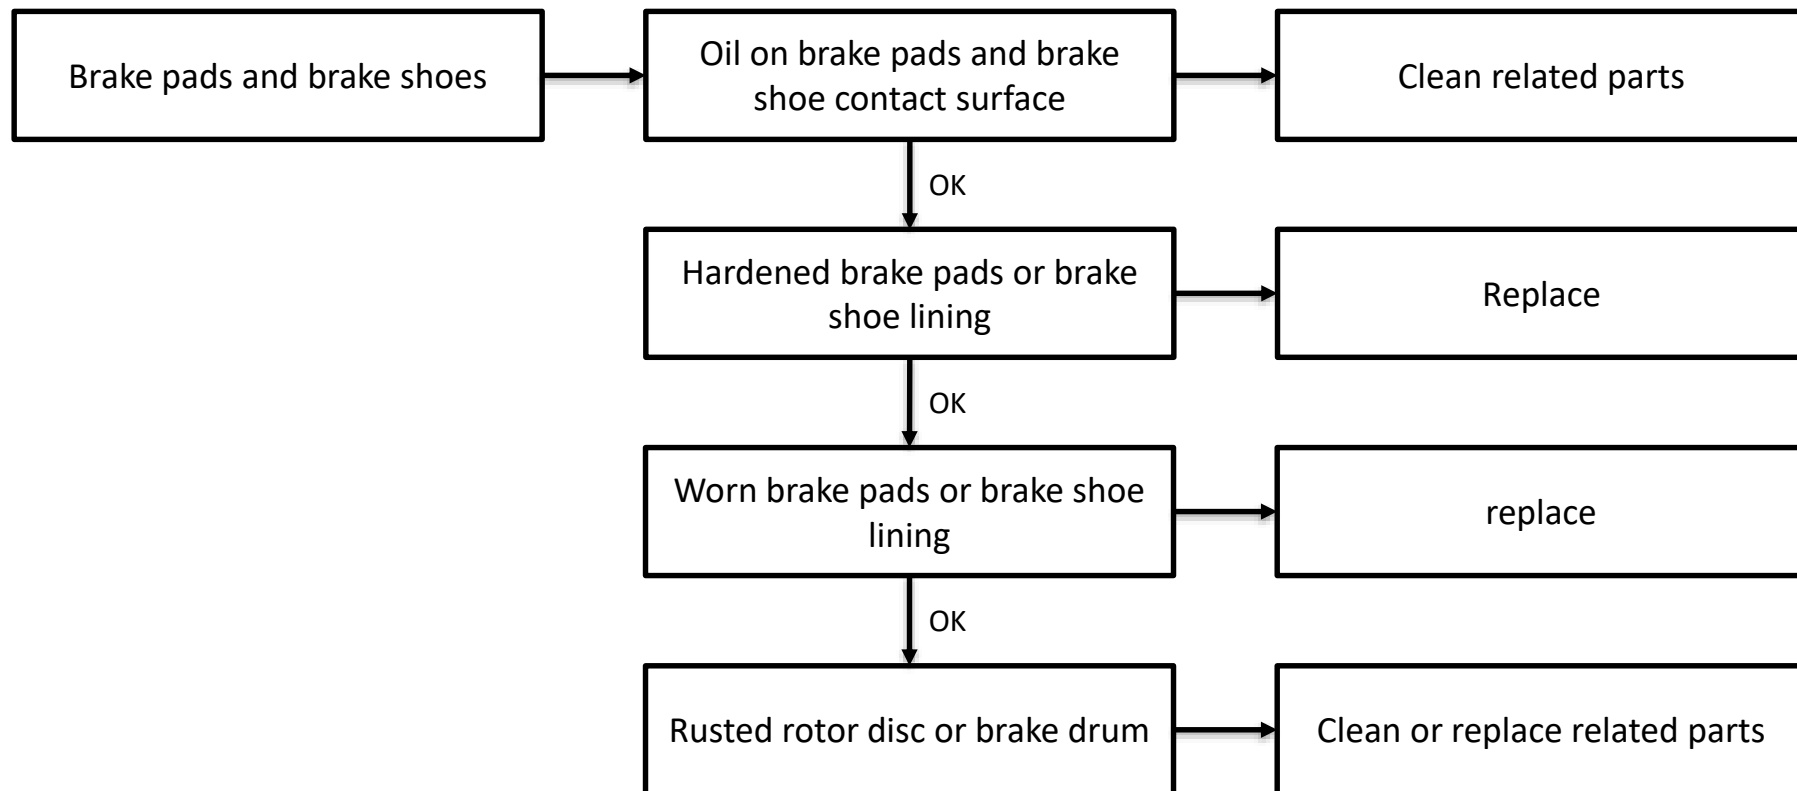 Brake pads and brake shoes
Oil on brake pads and brake
shoe contact surface
Clean related parts
OK
Hardened brake pads or brake
shoe lining
Replace
OK
Worn brake pads or brake shoe
lining
replace
OK
Rusted rotor disc or brake drum
Clean or replace related parts